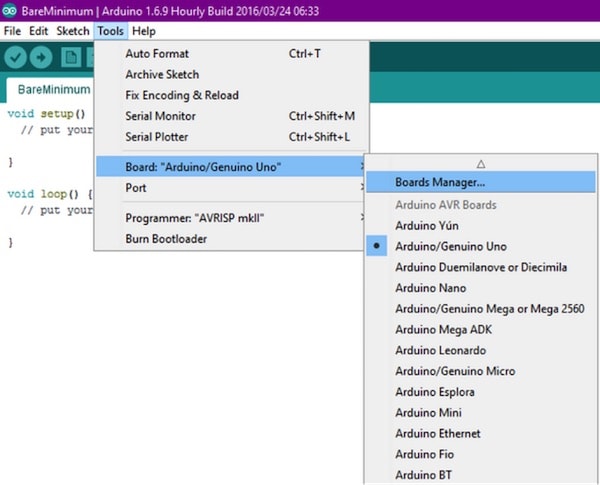 BareMinimum | Arduino 1.6.9 Hourly Build 2016/03/24 06:33
File Edit Sketch Tools Help
BareMinimum
void setup()
// put your
}
void loop() {
// put your
}
Auto Format Ctrl+T
Archive Sketch
Fix Encoding & Reload
Serial Monitor Ctrl+Shift+M
Serial Plotter Ctrl+Shift+L
Board: "Arduino/Genuino Uno"
Port
Programmer: "AVRISP mkII"
Burn Bootloader
Boards Manager...
Arduino AVR Boards
Arduino Yún
Arduino/Genuino Uno
Arduino Duemilanove or Diecimila
Arduino Nano
Arduino/Genuino Mega or Mega 2560
Arduino Mega ADK
Arduino Leonardo
Arduino/Genuino Micro
Arduino Esplora
Arduino Mini
Arduino Ethernet
Arduino Fio
Arduino BT